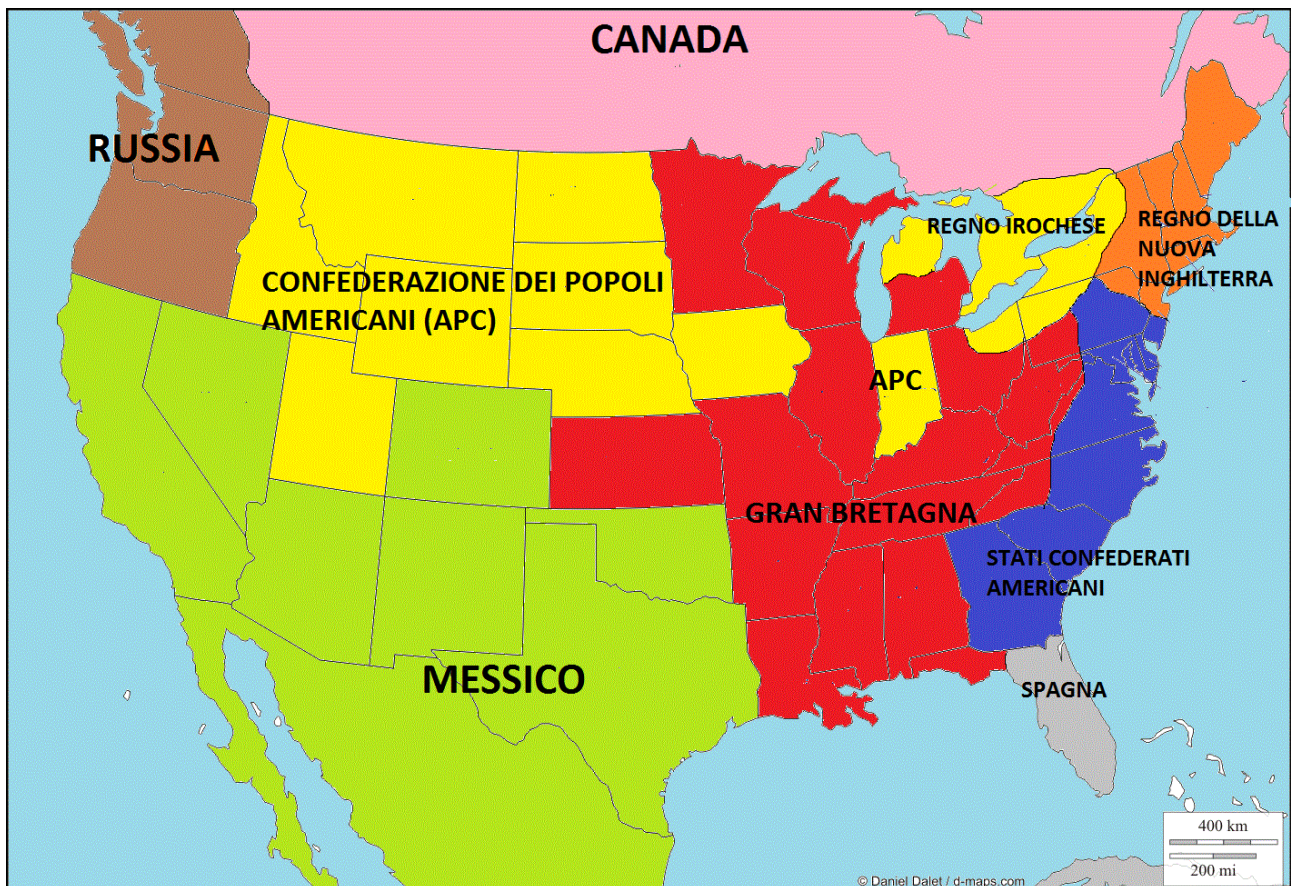 CANADA
RUSSIA
REGNO IROCHESE
REGNO DELLA
NUOVA
INGHILTERRA
CONFEDERAZIONE DEI POPOLI
AMERICANI (APC)
APC
GRAN BRETAGNA
STATI CONFEDERATI
AMERICANI
MESSICO
SPAGNA
400 km
200 mi
© Daniel Dalet / d-maps.com